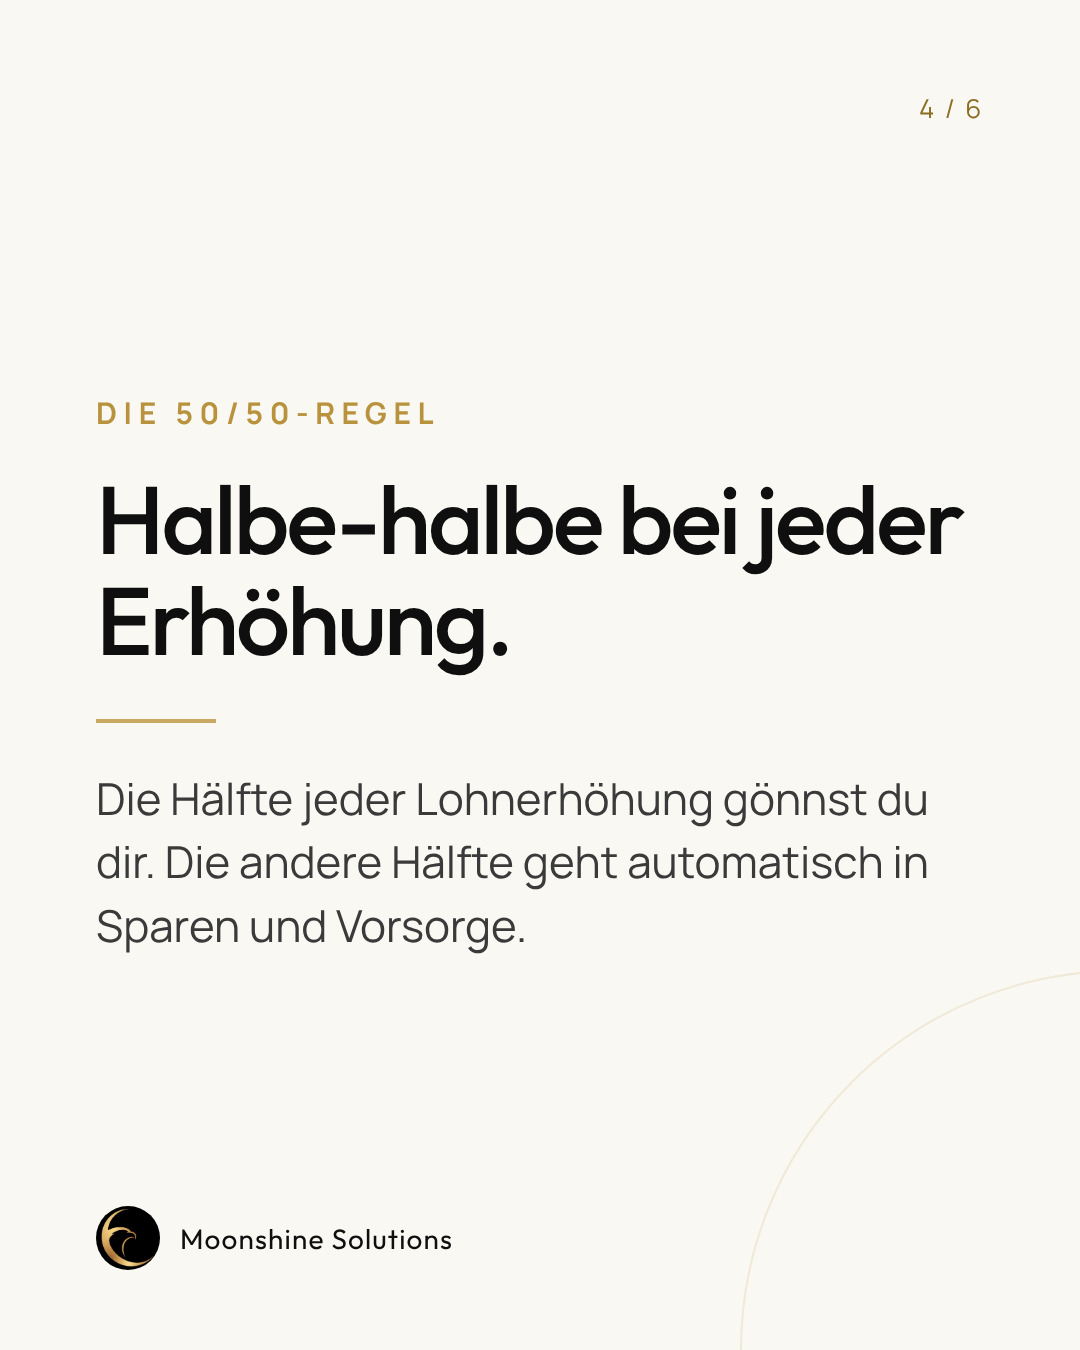 4 / 6
DIE 50/50-REGEL
Halbe-halbe bei jeder
Erhöhung.
Die Hälfte jeder Lohnerhöhung gönnst du
dir. Die andere Hälfte geht automatisch in
Sparen und Vorsorge.
Moonshine Solutions